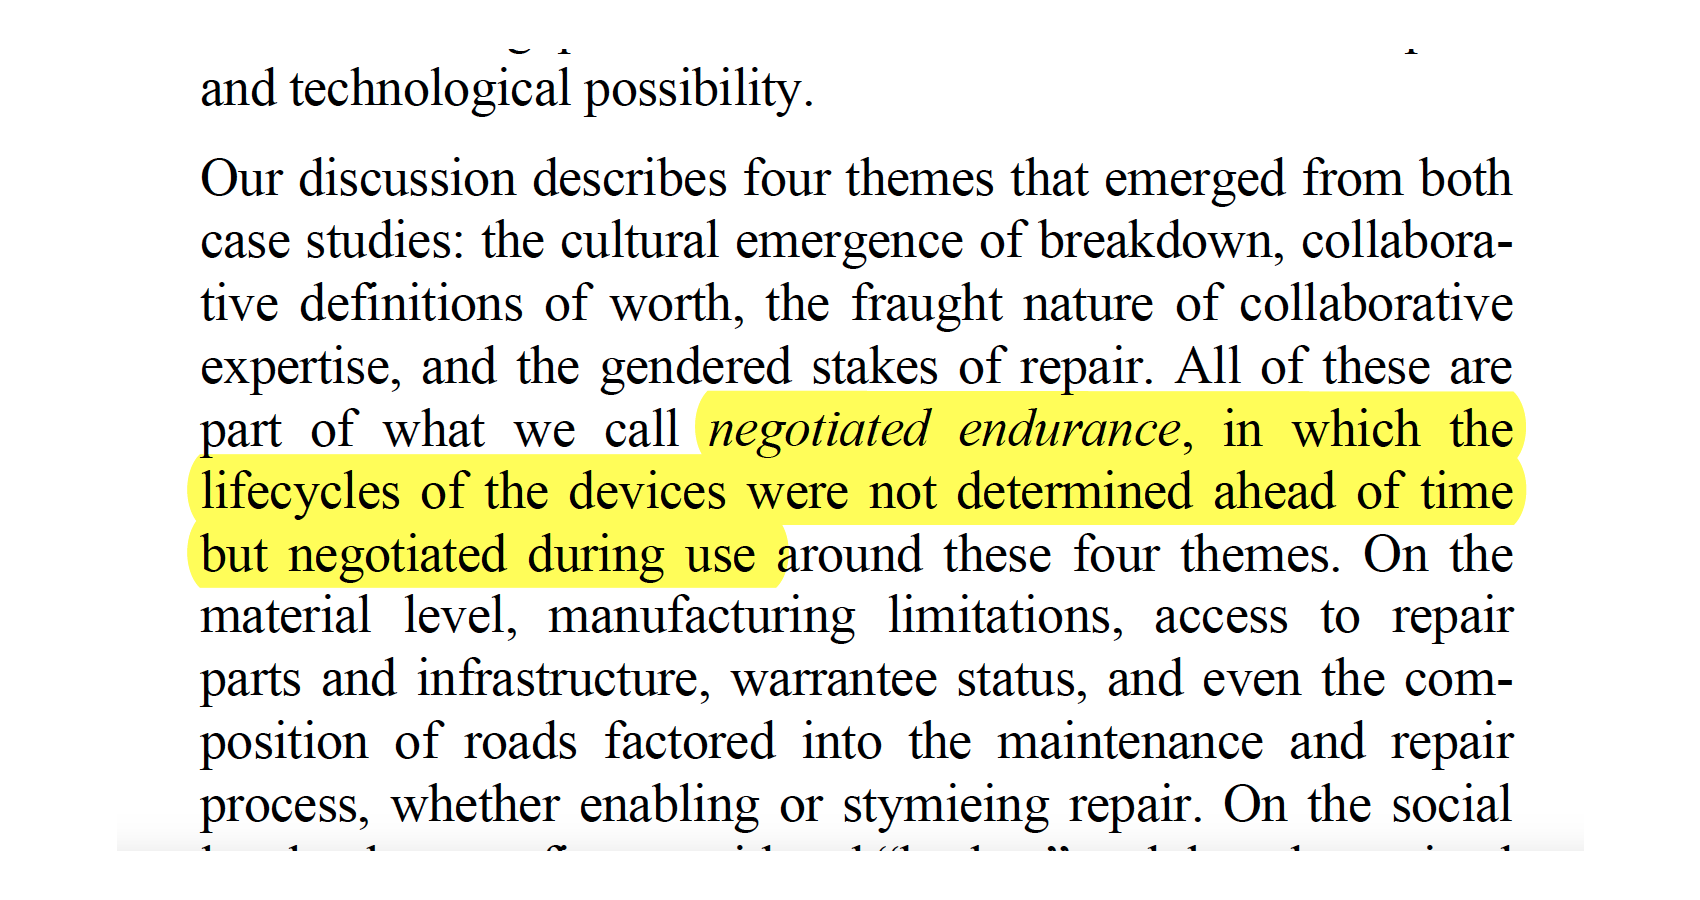 and technological possibility.
Our discussion describes four themes that emerged from both
case studies: the cultural emergence of breakdown, collabora-
tive definitions of worth, the fraught nature of collaborative
expertise, and the gendered stakes of repair. All of these are
part of what we call negotiated endurance, in which the
lifecycles of the devices were not determined ahead of time
but negotiated during use around these four themes. On the
material level, manufacturing limitations, access to repair
parts and infrastructure, warrantee status, and even the com-
position of roads factored into the maintenance and repair
process, whether enabling or stymieing repair. On the social